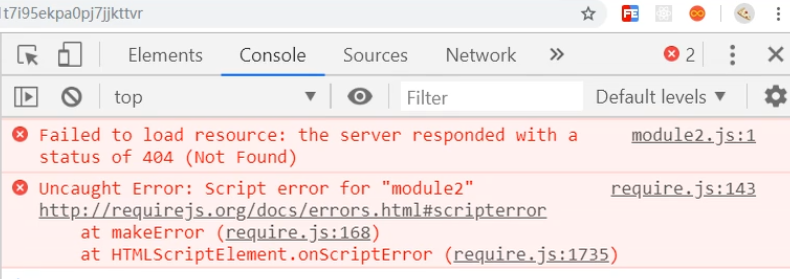 1t7i95ekpa0pj7jjkttvr
Elements Console Sources Network » 2
top Filter Default levels
Failed to load resource: the server responded with a module2.js:1
status of 404 (Not Found)
Uncaught Error: Script error for "module2" require.js:143
http://requirejs.org/docs/errors.html#scripterror
at makeError (require.js:168)
at HTMLScriptElement.onScriptError (require.js:1735)